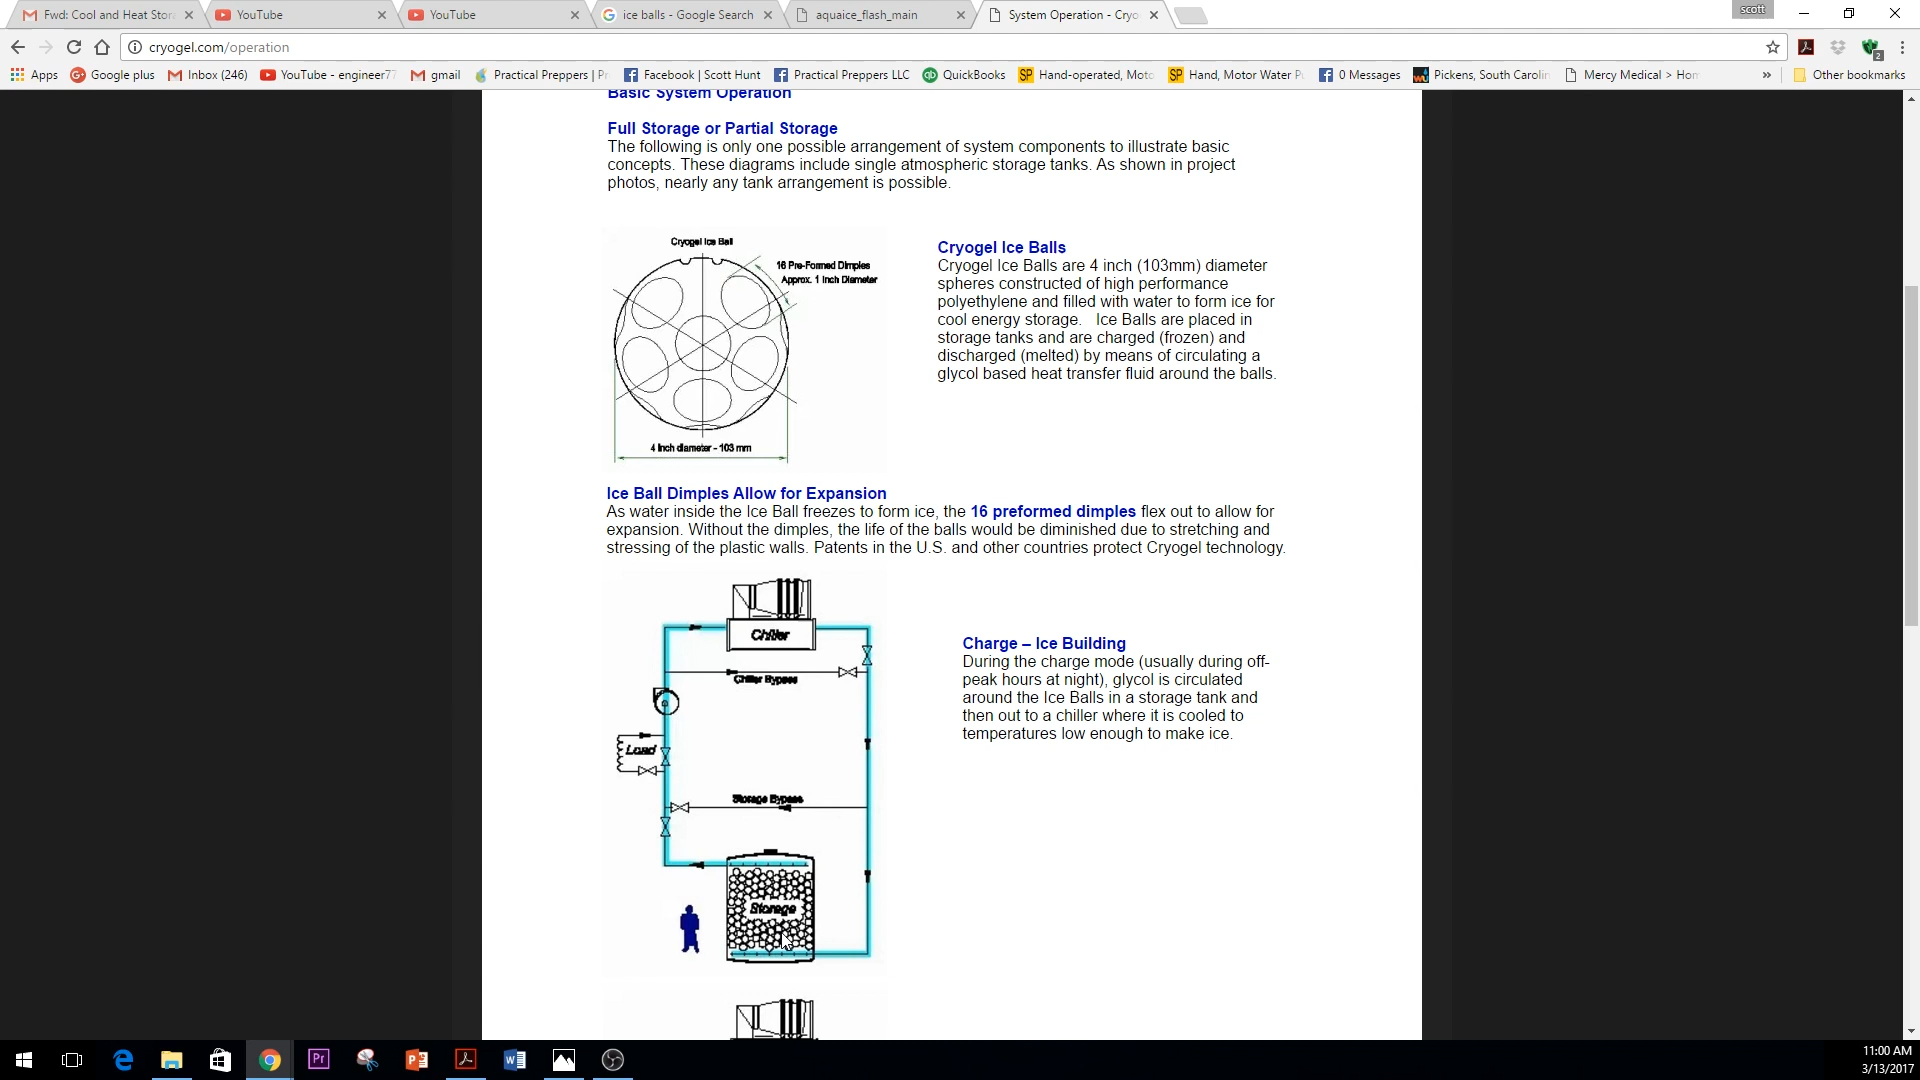 Fwd: Cool and Heat Stor
YouTube
YouTube
ice balls - Google Search
aquaice_flash_main
System Operation - Cryo
scott
cryogel.com/operation
2
Apps
Google plus
Inbox (246)
YouTube - engineer77
gmail
Practical Preppers | Pr
Facebook | Scott Hunt
Practical Preppers LLC
QuickBooks
SP Hand-operated, Moto
SP Hand, Motor Water Pu
0 Messages
Pickens, South Carolin
Mercy Medical > Hom
»
Other bookmarks
Basic System Operation
Full Storage or Partial Storage
The following is only one possible arrangement of system components to illustrate basic
concepts. These diagrams include single atmospheric storage tanks. As shown in project
photos, nearly any tank arrangement is possible.
Cryogel Ice Ball
16 Pre-Formed Dimples
Approx. 1 Inch Diameter
4 Inch diameter - 103 mm
Cryogel Ice Balls
Cryogel Ice Balls are 4 inch (103mm) diameter
spheres constructed of high performance
polyethylene and filled with water to form ice for
cool energy storage. Ice Balls are placed in
storage tanks and are charged (frozen) and
discharged (melted) by means of circulating a
glycol based heat transfer fluid around the balls.
Ice Ball Dimples Allow for Expansion
As water inside the Ice Ball freezes to form ice, the 16 preformed dimples flex out to allow for
expansion. Without the dimples, the life of the balls would be diminished due to stretching and
stressing of the plastic walls. Patents in the U.S. and other countries protect Cryogel technology.
Chiller
Chiller Bypass
Load
Storage Bypass
Storage
Charge – Ice Building
During the charge mode (usually during off-
peak hours at night), glycol is circulated
around the Ice Balls in a storage tank and
then out to a chiller where it is cooled to
temperatures low enough to make ice.
Pr
11:00 AM
3/13/2017